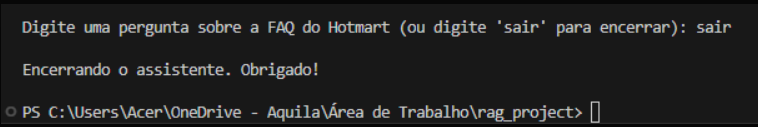 Digite uma pergunta sobre a FAQ do Hotmart (ou digite 'sair' para encerrar): sair
Encerrando o assistente. Obrigado!
PS C:\Users\Acer\OneDrive - Aquila\Área de Trabalho\rag_project>